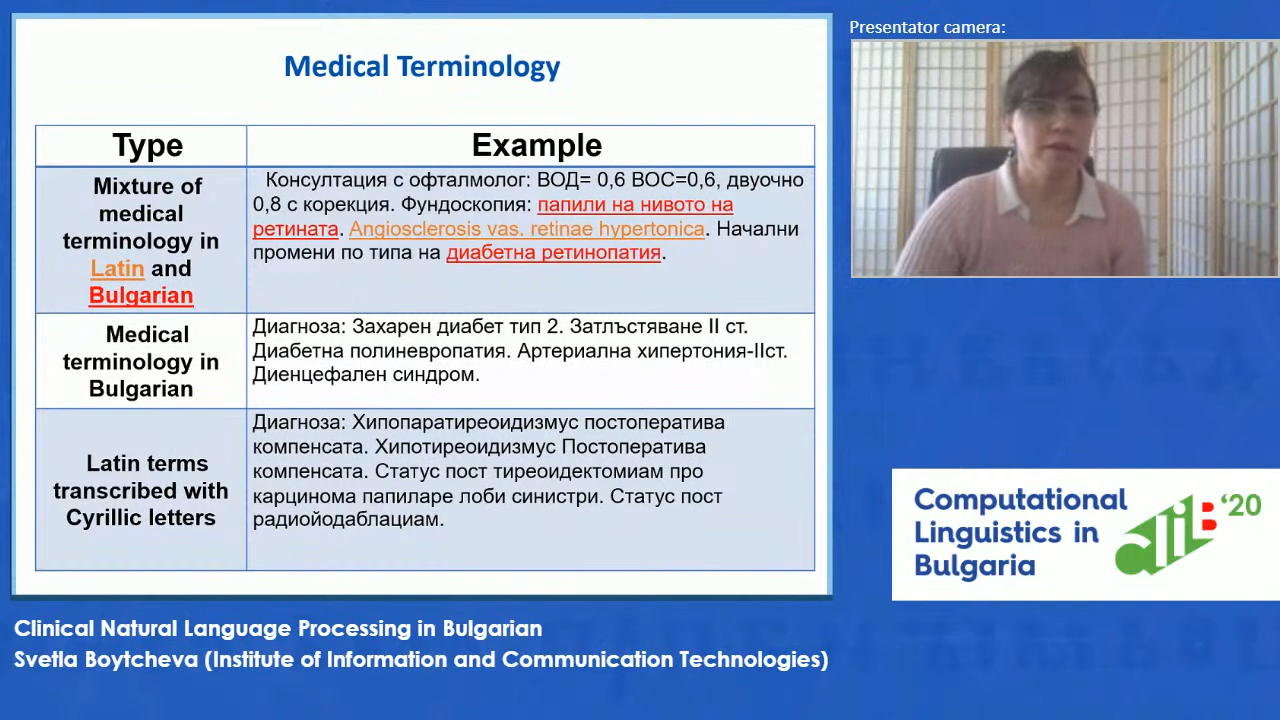 Presentator camera:
Medical Terminology
Type
Example
Mixture of
medical
terminology in
Latin and
Bulgarian
Консултация с офталмолог: ВОД= 0,6 ВОС=0,6, двуочно
0,8 с корекция. Фундоскопия: папили на нивото на
ретината. Angiosclerosis vas. retinae hypertonica. Начални
промени по типа на диабетна ретинопатия.
Medical
terminology in
Bulgarian
Диагноза: Захарен диабет тип 2. Затлъстяване II ст.
Диабетна полиневропатия. Артериална хипертония-IIст.
Диенцефален синдром.
Latin terms
transcribed with
Cyrillic letters
Диагноза: Хипопаратиреоидизмус постоператива
компенсата. Хипотиреоидизмус Постоператива
компенсата. Статус пост тиреоидектомиам про
карцинома папиларе лоби синистри. Статус пост
радиойодаблациам.
Computational
Linguistics in
Bulgaria
clib '20
Clinical Natural Language Processing in Bulgarian
Svetla Boytcheva (Institute of Information and Communication Technologies)